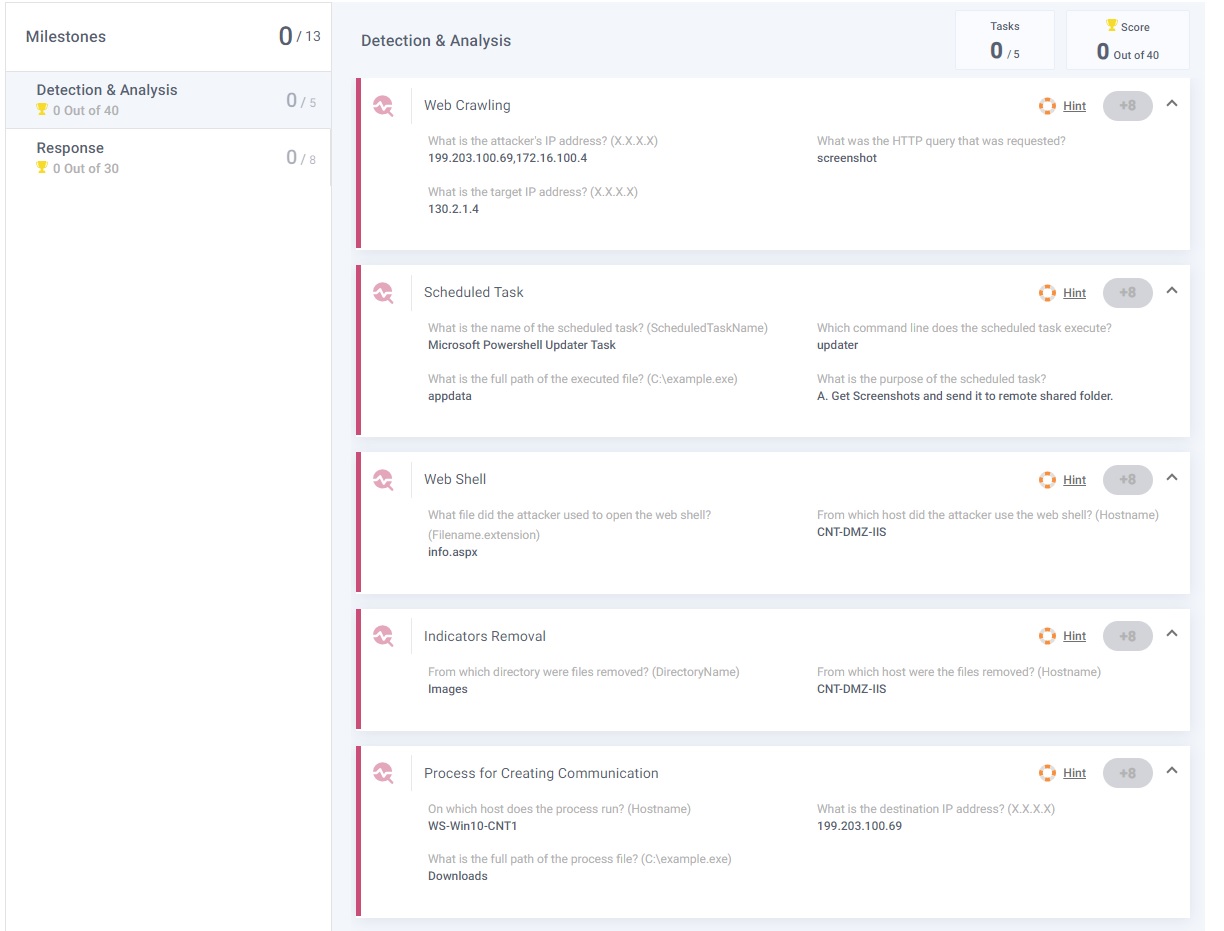 Milestones
0 / 13
Detection & Analysis
0 Out of 40
0 / 5
Response
0 Out of 30
0 / 8
Detection & Analysis
Tasks
0 / 5
Score
0 Out of 40
Web Crawling
Hint
+8
What is the attacker's IP address? (X.X.X.X)
199.203.100.69,172.16.100.4
What was the HTTP query that was requested?
screenshot
What is the target IP address? (X.X.X.X)
130.2.1.4
Scheduled Task
Hint
+8
What is the name of the scheduled task? (ScheduledTaskName)
Microsoft Powershell Updater Task
Which command line does the scheduled task execute?
updater
What is the full path of the executed file? (C:\example.exe)
appdata
What is the purpose of the scheduled task?
A. Get Screenshots and send it to remote shared folder.
Web Shell
Hint
+8
What file did the attacker used to open the web shell?
(Filename.extension)
info.aspx
From which host did the attacker use the web shell? (Hostname)
CNT-DMZ-IIS
Indicators Removal
Hint
+8
From which directory were files removed? (DirectoryName)
Images
From which host were the files removed? (Hostname)
CNT-DMZ-IIS
Process for Creating Communication
Hint
+8
On which host does the process run? (Hostname)
WS-Win10-CNT1
What is the destination IP address? (X.X.X.X)
199.203.100.69
What is the full path of the process file? (C:\example.exe)
Downloads